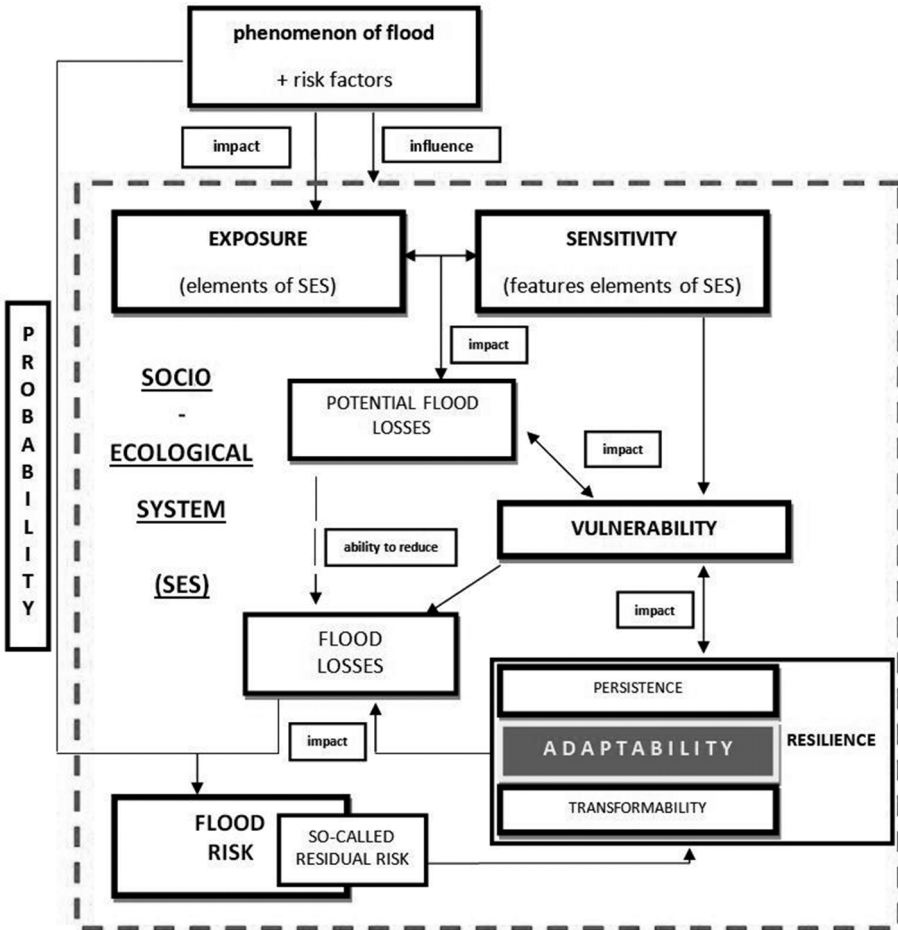 phenomenon of flood
+ risk factors
impact
influence
EXPOSURE
(elements of SES)
SENSITIVITY
(features elements of SES)
PROBABILITY
impact
SOCIO
-
ECOLOGICAL
SYSTEM
(SES)
POTENTIAL FLOOD
LOSSES
impact
VULNERABILITY
ability to reduce
impact
FLOOD
LOSSES
PERSISTENCE
ADAPTABILITY
RESILIENCE
TRANSFORMABILITY
impact
FLOOD
RISK
SO-CALLED
RESIDUAL RISK